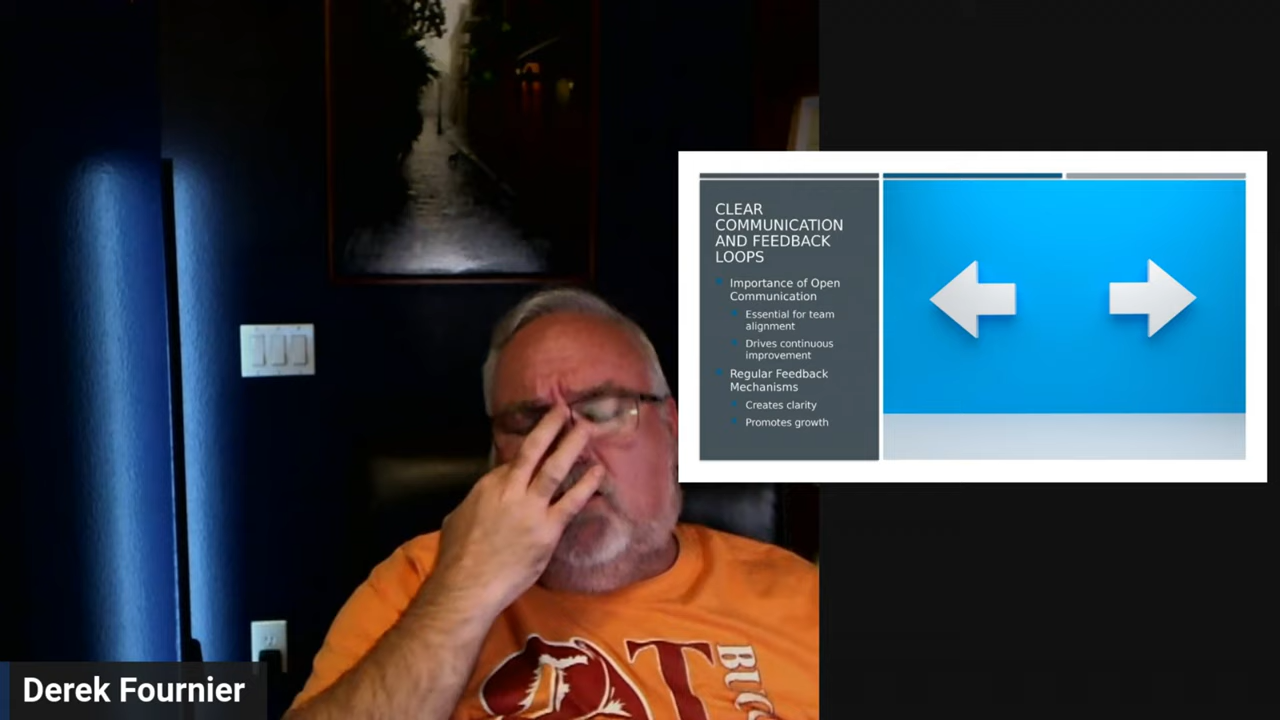 CLEAR
COMMUNICATION
AND FEEDBACK
LOOPS
Importance of Open
Communication
Essential for team
alignment
Drives continuous
improvement
Regular Feedback
Mechanisms
Creates clarity
Promotes growth
Derek Fournier